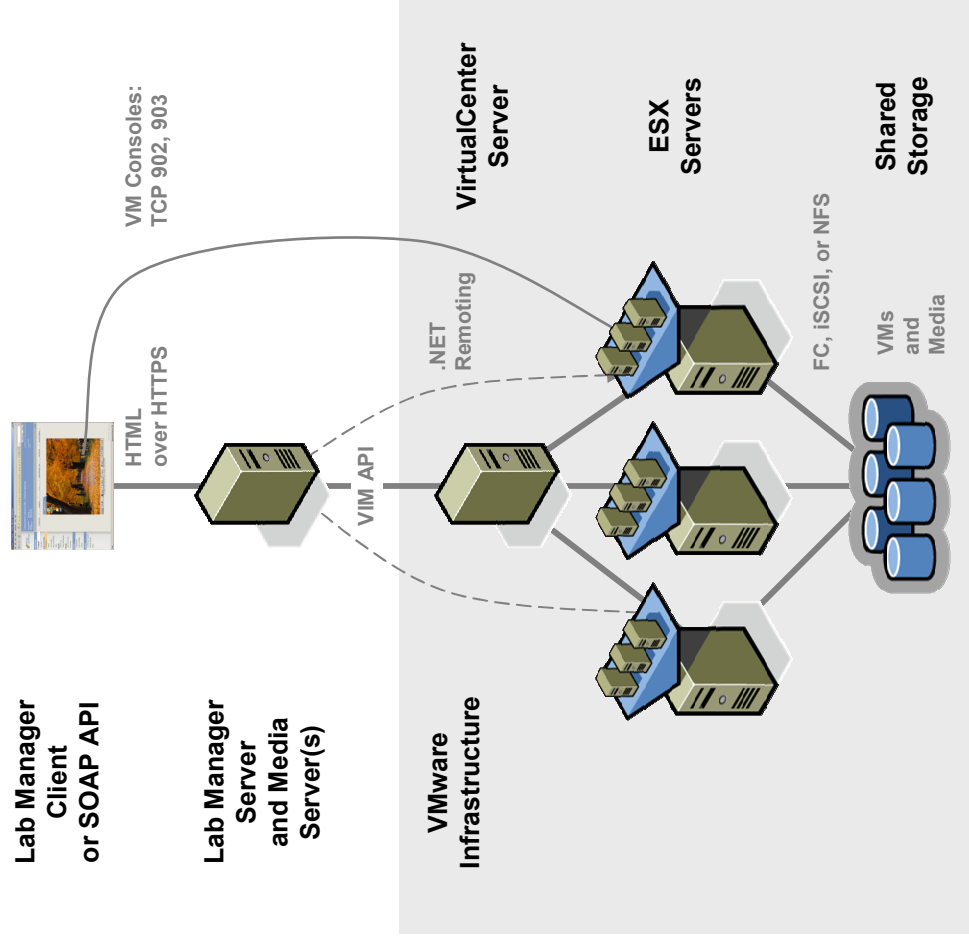 Lab Manager
Client
or SOAP API
Lab Manager
Server
and Media
Server(s)
VMware
Infrastructure
HTML
over HTTPS
VM Consoles:
TCP 902, 903
VIM API
.NET
Remoting
VirtualCenter
Server
ESX
Servers
FC, iSCSI, or NFS
VMs
and
Media
Shared
Storage